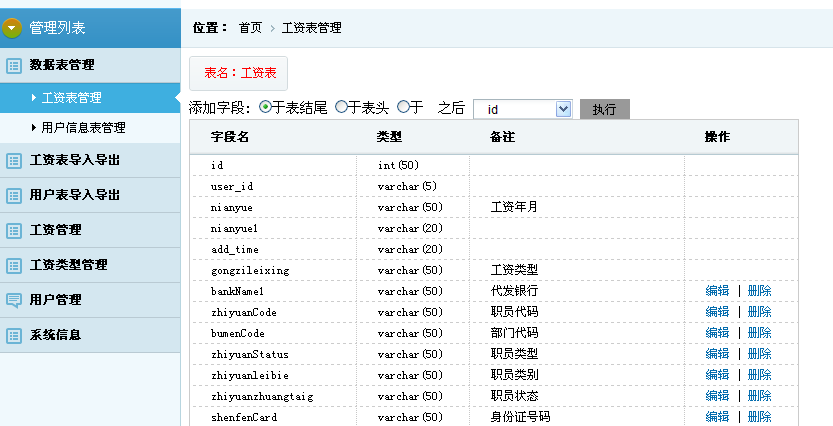 管理列表
数据表管理
工资表管理
用户信息表管理
工资表导入导出
用户表导入导出
工资管理
工资类型管理
用户管理
系统信息
位置： 首页 › 工资表管理
表名：工资表
添加字段: 于表结尾 于表头 于 之后 id 执行
字段名 类型 备注 操作
id int(50)
user_id varchar(5)
nianyue varchar(50) 工资年月
nianyue1 varchar(20)
add_time varchar(20)
gongzileixing varchar(50) 工资类型
bankName1 varchar(50) 代发银行 编辑 | 删除
zhiyuanCode varchar(50) 职员代码 编辑 | 删除
bumenCode varchar(50) 部门代码 编辑 | 删除
zhiyuanStatus varchar(50) 职员类型 编辑 | 删除
zhiyuanleibie varchar(50) 职员类别 编辑 | 删除
zhiyuanzhuangtaig varchar(50) 职员状态 编辑 | 删除
shenfenCard varchar(50) 身份证号码 编辑 | 删除